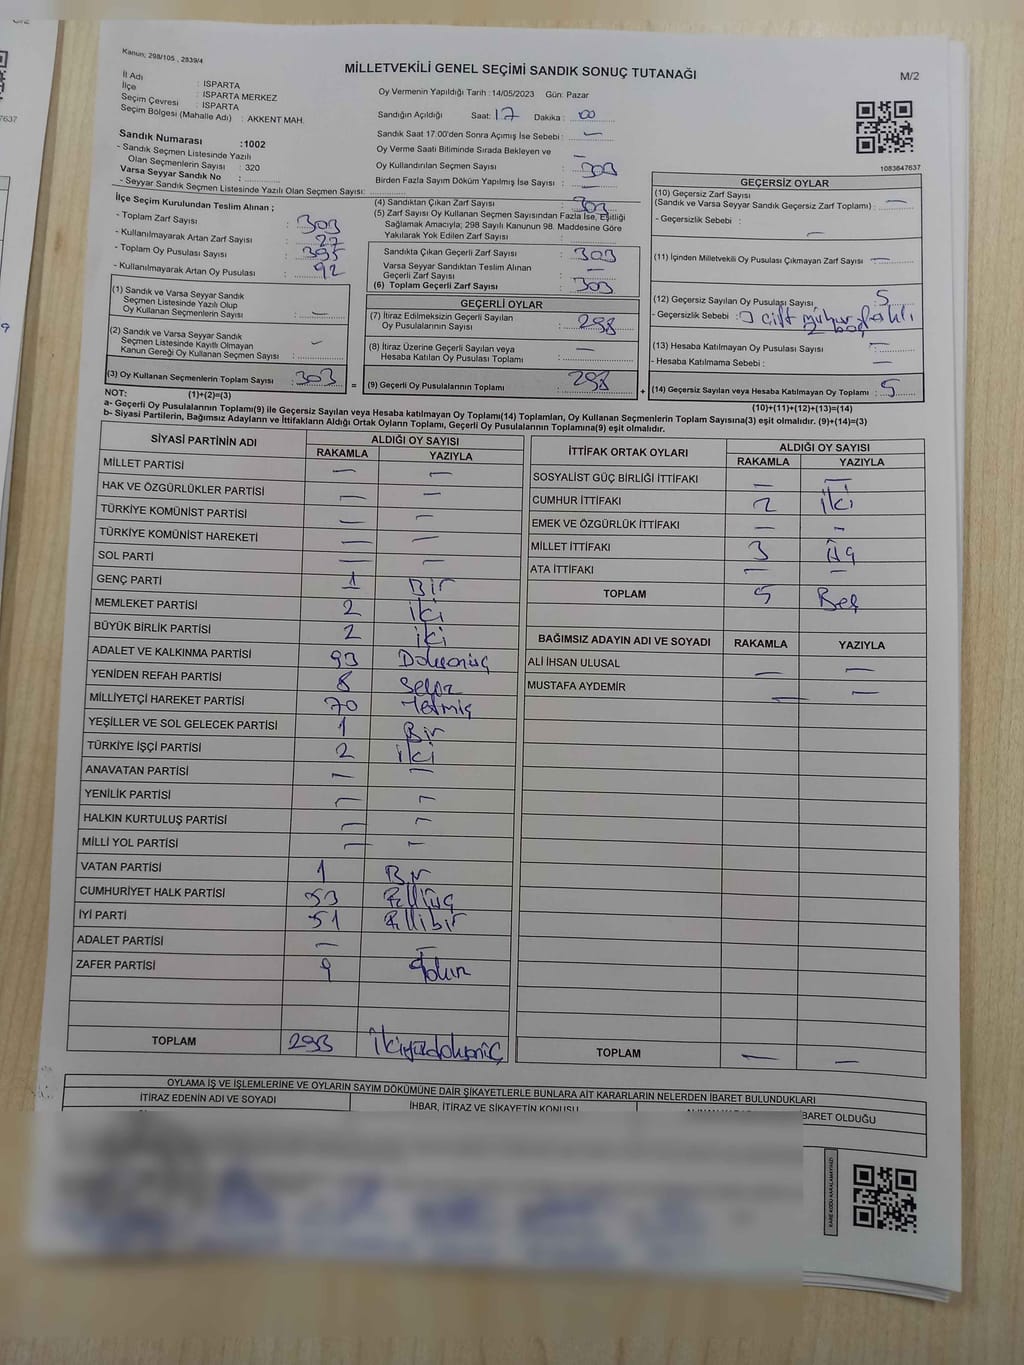 Kanun: 298/105 , 2839/4
MİLLETVEKİLİ GENEL SEÇİMİ SANDIK SONUÇ TUTANAĞI
M/2
İl Adı : ISPARTA
İlçe : ISPARTA MERKEZ
Seçim Çevresi : ISPARTA
Seçim Bölgesi (Mahalle Adı) : AKKENT MAH.
Sandık Numarası :1002
- Sandık Seçmen Listesinde Yazılı
Olan Seçmenlerin Sayısı : 320
Varsa Seyyar Sandık No :
- Seyyar Sandık Seçmen Listesinde Yazılı Olan Seçmen Sayısı:
Oy Vermenin Yapıldığı Tarih : 14/05/2023 Gün: Pazar
Sandığın Açıldığı Saat: 17 Dakika : 00
Sandık Saat 17:00'den Sonra Açımış İse Sebebi : —
Oy Verme Saati Bitiminde Sırada Bekleyen ve —
Oy Kullandırılan Seçmen Sayısı : 303
Birden Fazla Sayım Döküm Yapılmış İse Sayısı : —
1083847637
İlçe Seçim Kurulundan Teslim Alınan ;
- Toplam Zarf Sayısı : 303
- Kullanılmayarak Artan Zarf Sayısı : 27
- Toplam Oy Pusulası Sayısı : 395
- Kullanılmayarak Artan Oy Pusulası : 92
(1) Sandık ve Varsa Seyyar Sandık
Seçmen Listesinde Yazılı Olup
Oy Kullanan Seçmenlerin Sayısı : —
(2) Sandık ve Varsa Seyyar Sandık
Seçmen Listesinde Kayıtlı Olmayan
Kanun Gereği Oy Kullanan Seçmen Sayısı : —
(3) Oy Kullanan Seçmenlerin Toplam Sayısı : 303 =
(1)+(2)=(3)
(4) Sandıktan Çıkan Zarf Sayısı : 303
(5) Zarf Sayısı Oy Kullanan Seçmen Sayısından Fazla İse, Eşitliği
Sağlamak Amacıyla; 298 Sayılı Kanunun 98. Maddesine Göre
Yakılarak Yok Edilen Zarf Sayısı :
Sandıkta Çıkan Geçerli Zarf Sayısı : 303
Varsa Seyyar Sandıktan Teslim Alınan
Geçerli Zarf Sayısı : —
(6) Toplam Geçerli Zarf Sayısı : 303
GEÇERLİ OYLAR
(7) İtiraz Edilmeksizin Geçerli Sayılan
Oy Pusulalarının Sayısı : 298
(8) İtiraz Üzerine Geçerli Sayılan veya
Hesaba Katılan Oy Pusulası Toplamı : —
(9) Geçerli Oy Pusulalarının Toplamı : 298 +
GEÇERSİZ OYLAR
(10) Geçersiz Zarf Sayısı
(Sandık ve Varsa Seyyar Sandık Geçersiz Zarf Toplamı) : —
- Geçersizlik Sebebi : —
(11) İçinden Milletvekili Oy Pusulası Çıkmayan Zarf Sayısı : —
(12) Geçersiz Sayılan Oy Pusulası Sayısı : 5
- Geçersizlik Sebebi : 3 çift mühür
(13) Hesaba Katılmayan Oy Pusulası Sayısı : —
- Hesaba Katılmama Sebebi : —
(14) Geçersiz Sayılan veya Hesaba Katılmayan Oy Toplamı : 5
(10)+(11)+(12)+(13)=(14)
NOT:
a- Geçerli Oy Pusulalarının Toplamı(9) ile Geçersiz Sayılan veya Hesaba katılmayan Oy Toplamı(14) Toplamları, Oy Kullanan Seçmenlerin Toplam Sayısına(3) eşit olmalıdır. (9)+(14)=(3)
b- Siyasi Partilerin, Bağımsız Adayların ve İttifakların Aldığı Ortak Oyların Toplamı, Geçerli Oy Pusulalarının Toplamına(9) eşit olmalıdır.
SİYASİ PARTİNİN ADI ALDIĞI OY SAYISI
RAKAMLA YAZIYLA
MİLLET PARTİSİ — —
HAK VE ÖZGÜRLÜKLER PARTİSİ — —
TÜRKİYE KOMÜNİST PARTİSİ — —
TÜRKİYE KOMÜNİST HAREKETİ — —
SOL PARTİ — —
GENÇ PARTİ 1 Bir
MEMLEKET PARTİSİ 2 iki
BÜYÜK BİRLİK PARTİSİ 2 iki
ADALET VE KALKINMA PARTİSİ 93 Doksanüç
YENİDEN REFAH PARTİSİ 8 Sekiz
MİLLİYETÇİ HAREKET PARTİSİ 70 Yetmiş
YEŞİLLER VE SOL GELECEK PARTİSİ 1 Bir
TÜRKİYE İŞÇİ PARTİSİ 2 iki
ANAVATAN PARTİSİ — —
YENİLİK PARTİSİ — —
HALKIN KURTULUŞ PARTİSİ — —
MİLLİ YOL PARTİSİ — —
VATAN PARTİSİ 1 Bir
CUMHURİYET HALK PARTİSİ 53 Elliüç
İYİ PARTİ 51 Ellibir
ADALET PARTİSİ — —
ZAFER PARTİSİ 9 Dokuz
TOPLAM 293 İkiyüzdoksanüç
İTTİFAK ORTAK OYLARI ALDIĞI OY SAYISI
RAKAMLA YAZIYLA
SOSYALİST GÜÇ BİRLİĞİ İTTİFAKI — —
CUMHUR İTTİFAKI 2 iki
EMEK VE ÖZGÜRLÜK İTTİFAKI — —
MİLLET İTTİFAKI 3 üç
ATA İTTİFAKI — —
TOPLAM 5 Beş
BAĞIMSIZ ADAYIN ADI VE SOYADI RAKAMLA YAZIYLA
ALİ İHSAN ULUSAL — —
MUSTAFA AYDEMİR — —
TOPLAM — —
OYLAMA İŞ VE İŞLEMLERİNE VE OYLARIN SAYIM DÖKÜMÜNE DAİR ŞİKAYETLERLE BUNLARA AİT KARARLARIN NELERDEN İBARET BULUNDUKLARI
İTİRAZ EDENİN ADI VE SOYADI
İHBAR, İTİRAZ VE ŞİKAYETİN KONUSU
İBARET OLDUĞU
KARE KODU KARALAMAYINIZ!